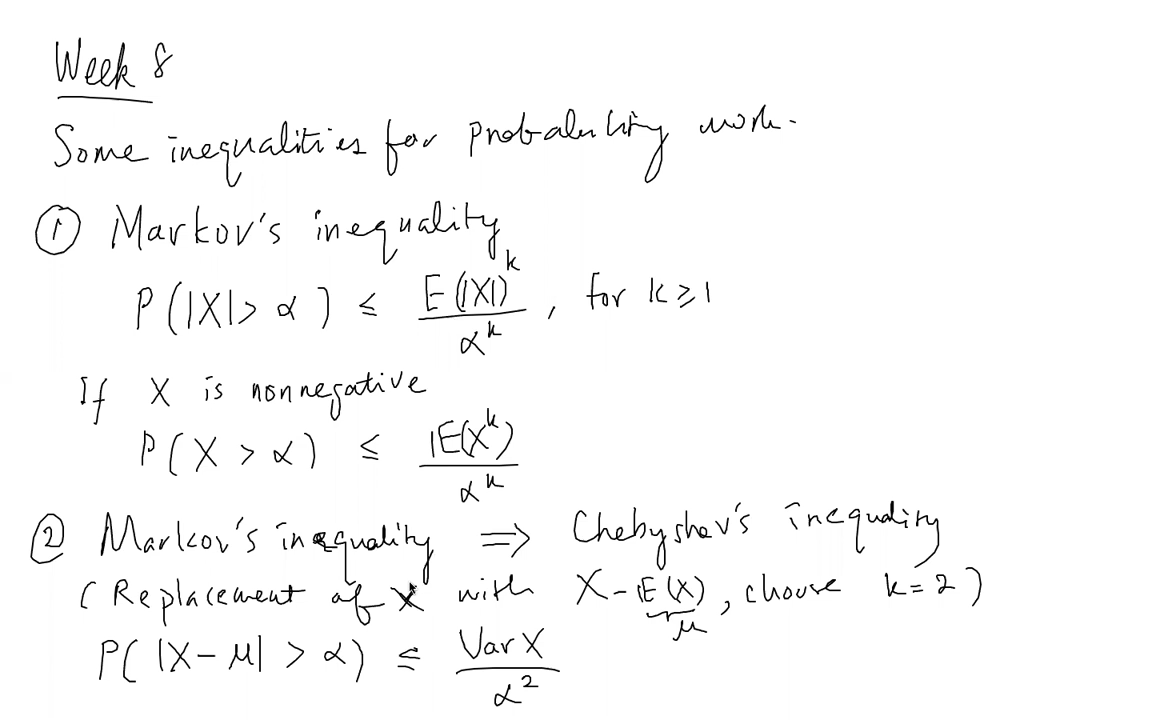 Week 8
Some inequalities for probability work.
① Markov's inequality
P(|X| > α) ≤ E(|X|)^k / α^k , for k ≥ 1
If X is nonnegative
P(X > α) ≤ E(X^k) / α^k
② Markov's inequality ⇒ Chebyshev's inequality
(Replacement of X with X - E(X), choose k = 2)
μ
P(|X - μ| > α) ≤ Var X / α^2